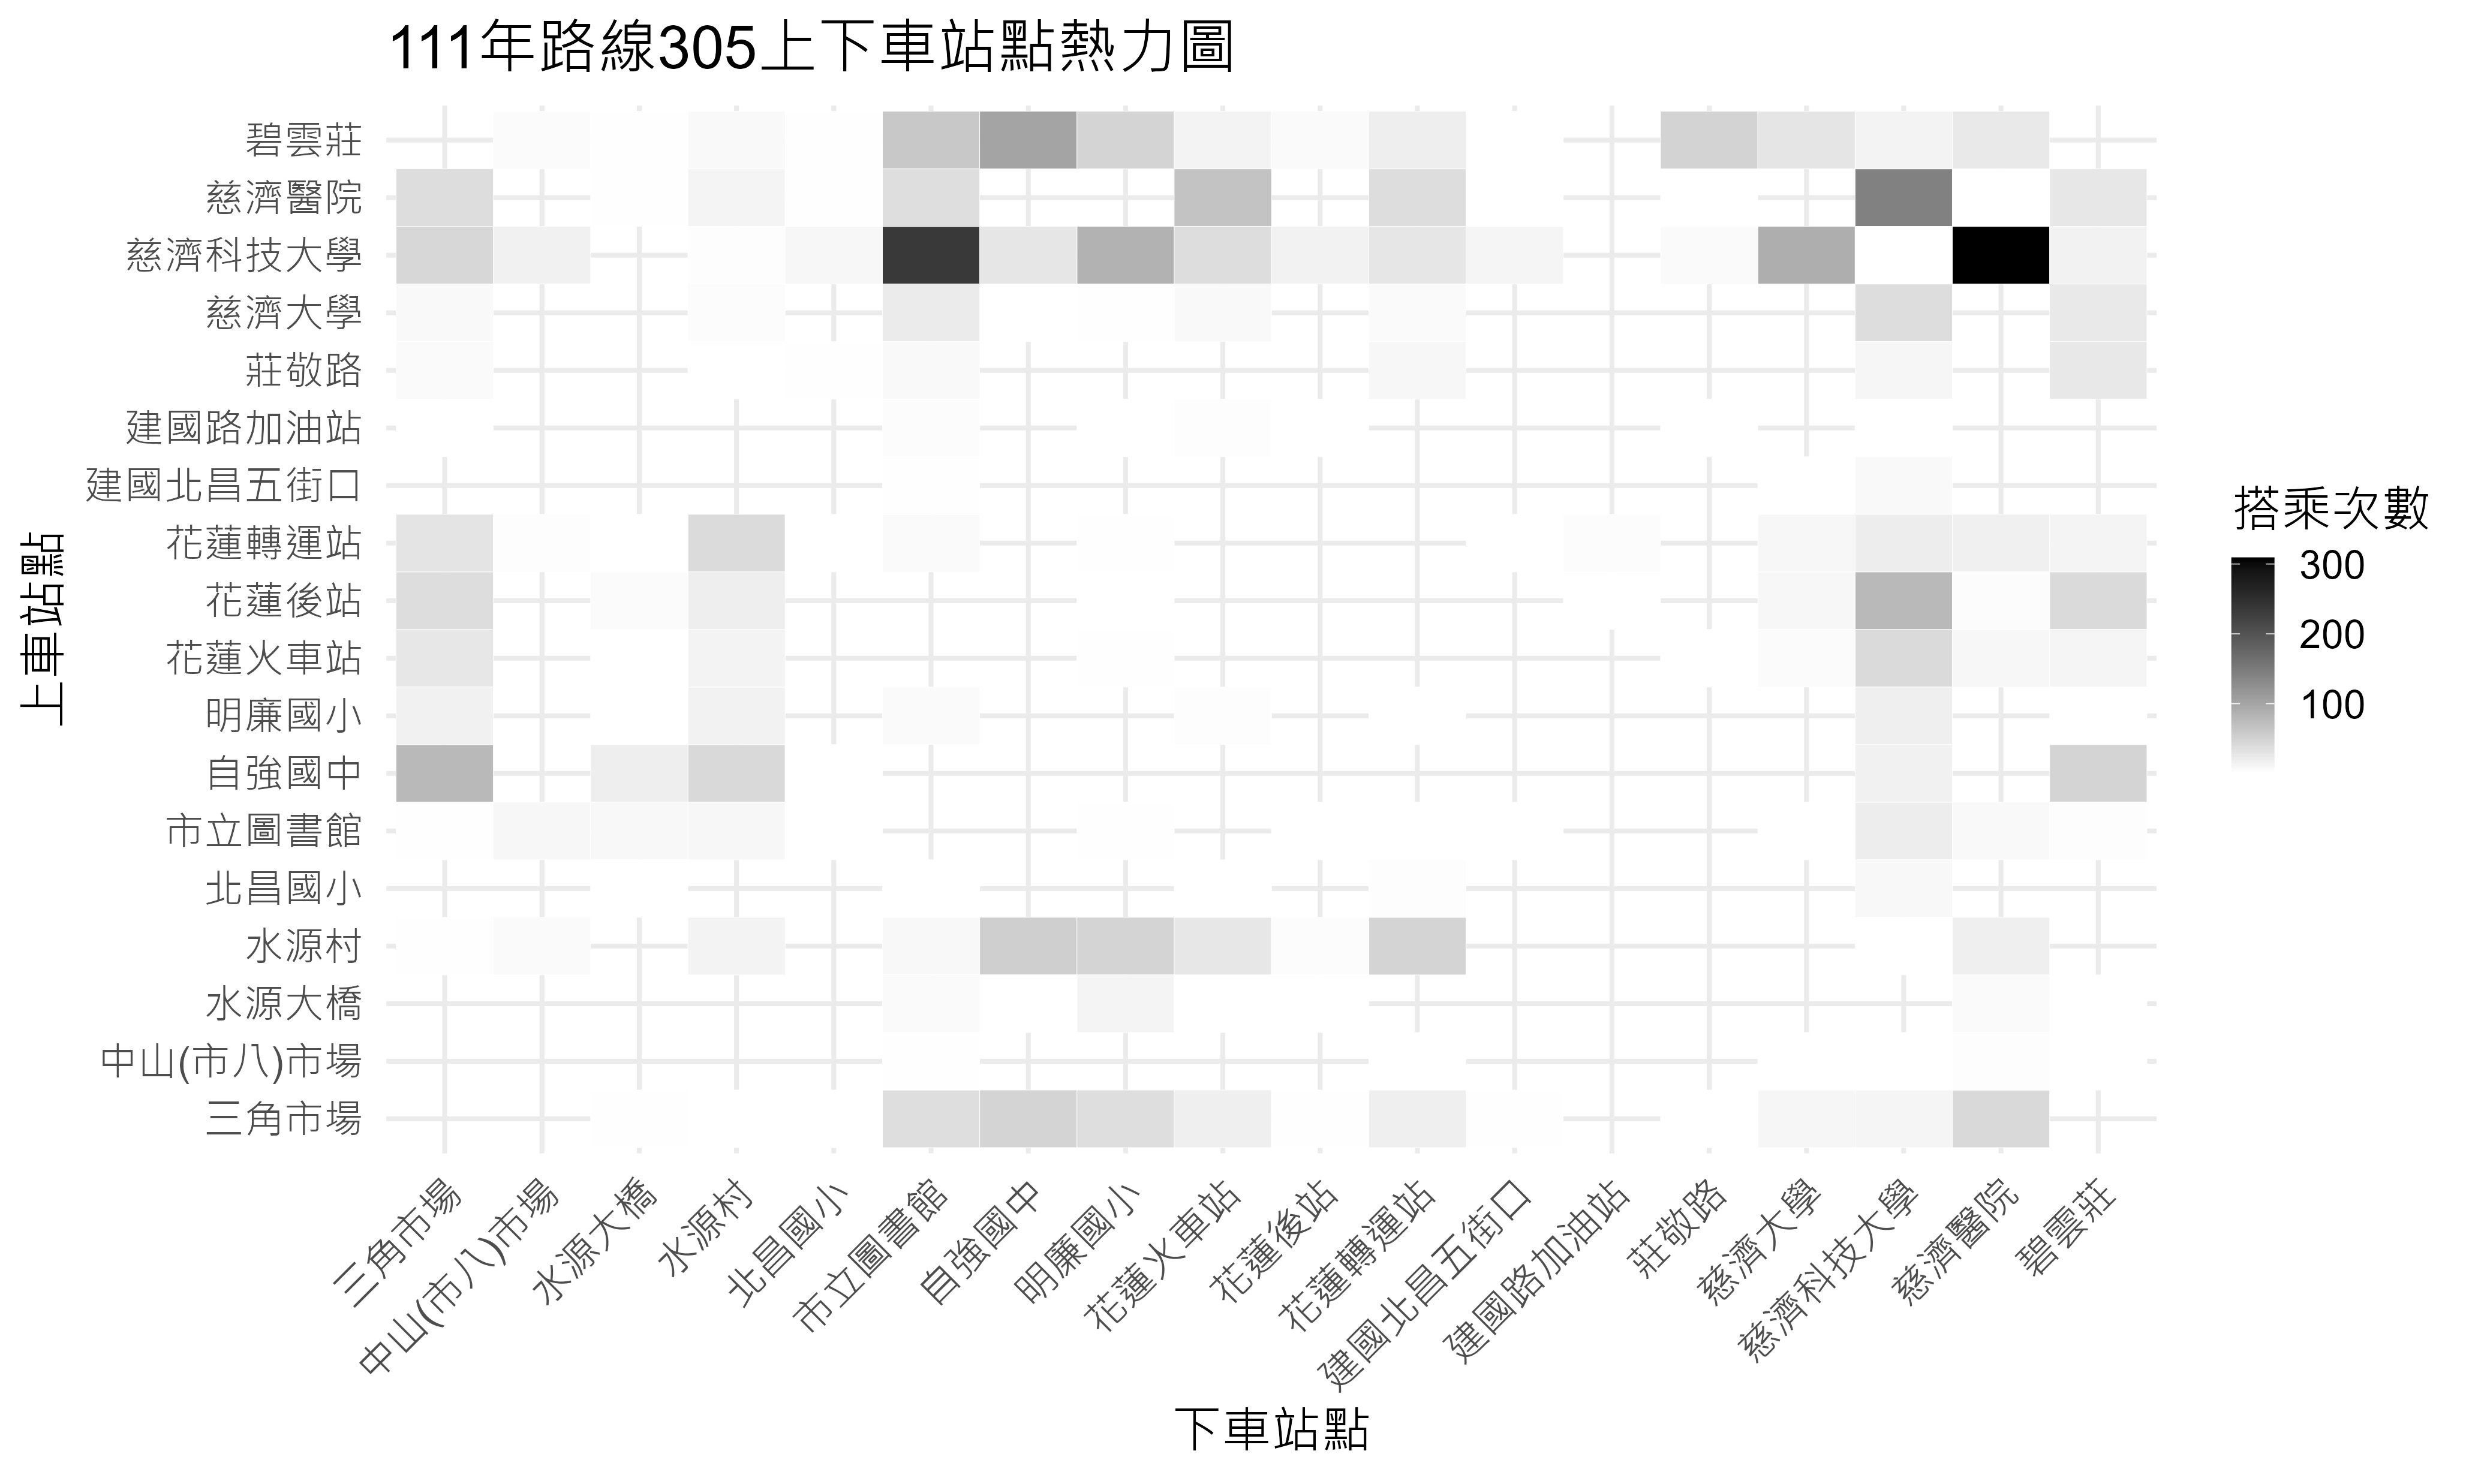 111年路線305上下車站點熱力圖
上車站點
碧雲莊
慈濟醫院
慈濟科技大學
慈濟大學
莊敬路
建國路加油站
建國北昌五街口
花蓮轉運站
花蓮後站
花蓮火車站
明廉國小
自強國中
市立圖書館
北昌國小
水源村
水源大橋
中山(市八)市場
三角市場
三角市場
中山(市八)市場
水源大橋
水源村
北昌國小
市立圖書館
自強國中
明廉國小
花蓮火車站
花蓮後站
花蓮轉運站
建國北昌五街口
建國路加油站
莊敬路
慈濟大學
慈濟科技大學
慈濟醫院
碧雲莊
下車站點
搭乘次數
300
200
100